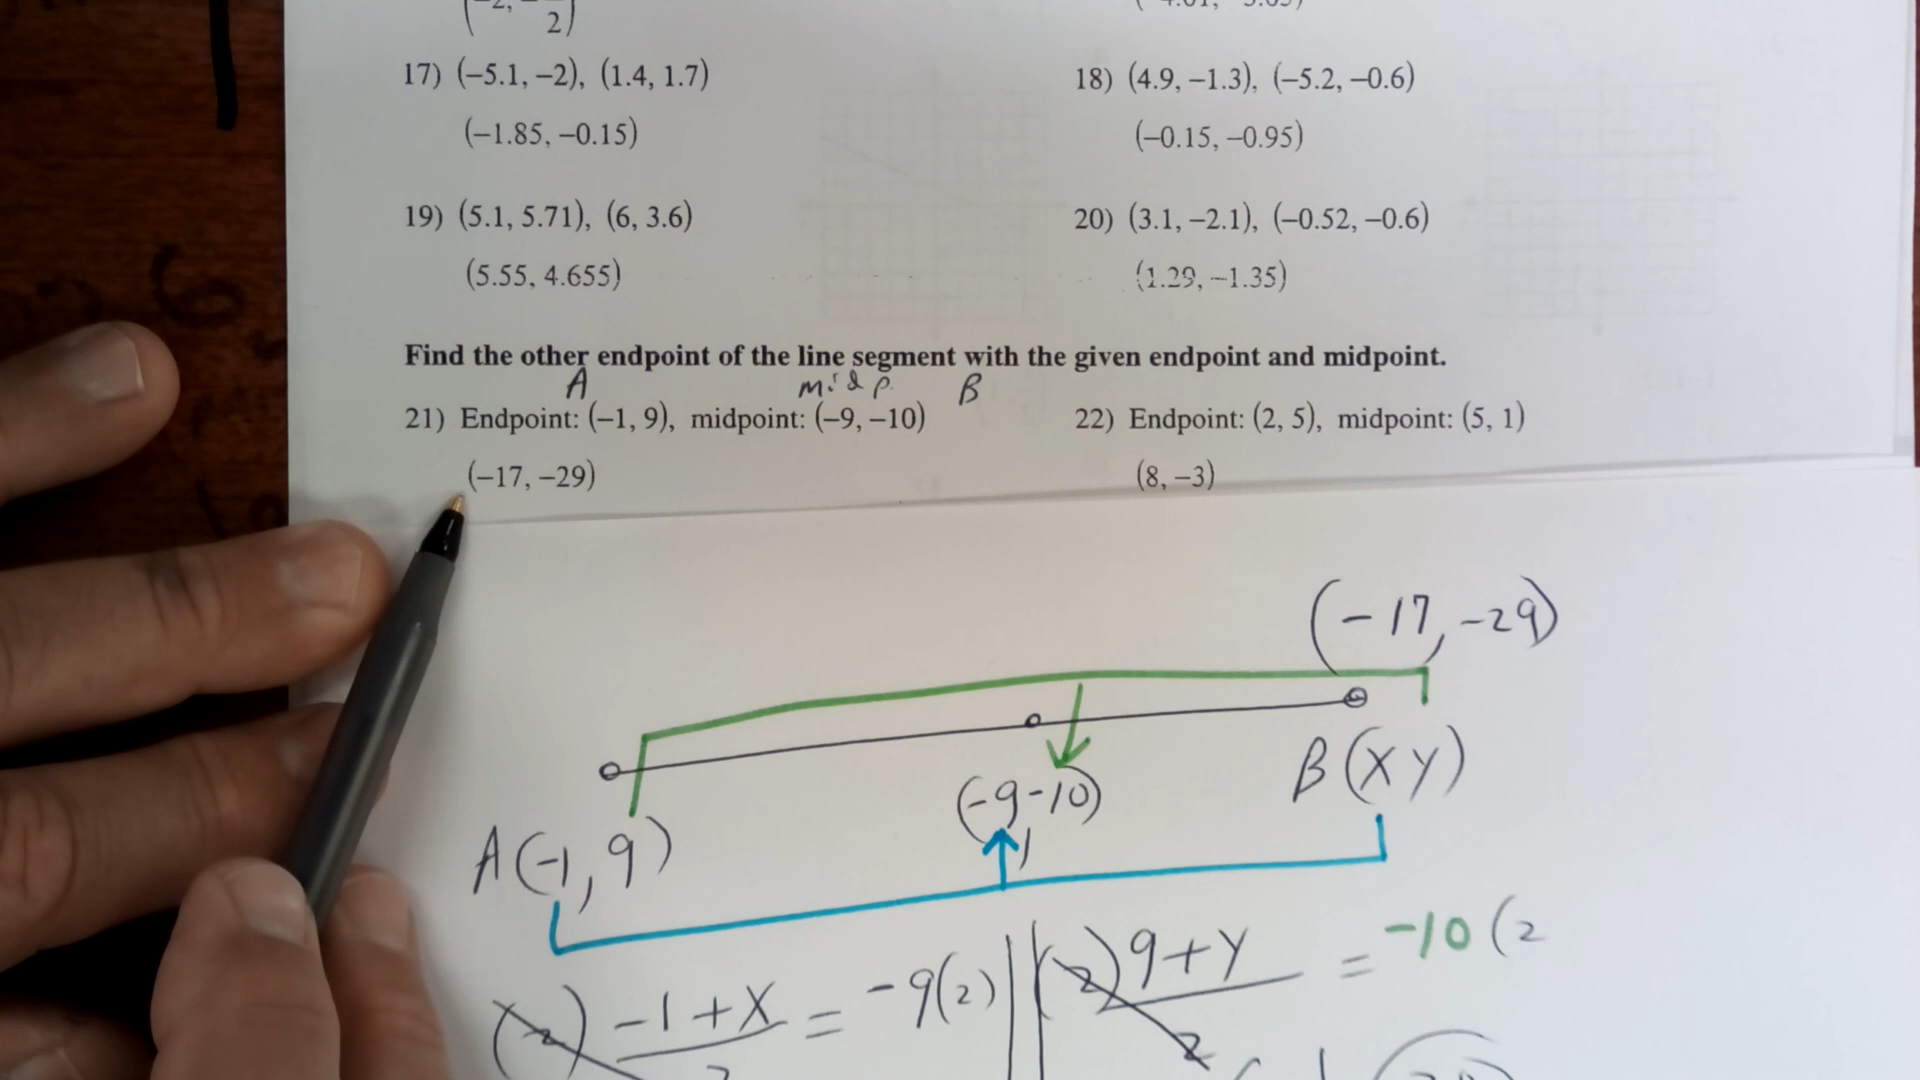 17) (−5.1, −2), (1.4, 1.7)
18) (4.9, −1.3), (−5.2, −0.6)
(−1.85, −0.15)
(−0.15, −0.95)
19) (5.1, 5.71), (6, 3.6)
20) (3.1, −2.1), (−0.52, −0.6)
(5.55, 4.655)
(1.29, −1.35)
Find the other endpoint of the line segment with the given endpoint and midpoint.
A midp. B
21) Endpoint: (−1, 9), midpoint: (−9, −10)
22) Endpoint: (2, 5), midpoint: (5, 1)
(−17, −29)
(8, −3)
(-17, -29)
B(X Y)
(-9, -10)
A(-1, 9)
(2) -1+X = -9(2)
(2) 9+Y = -10(2
2